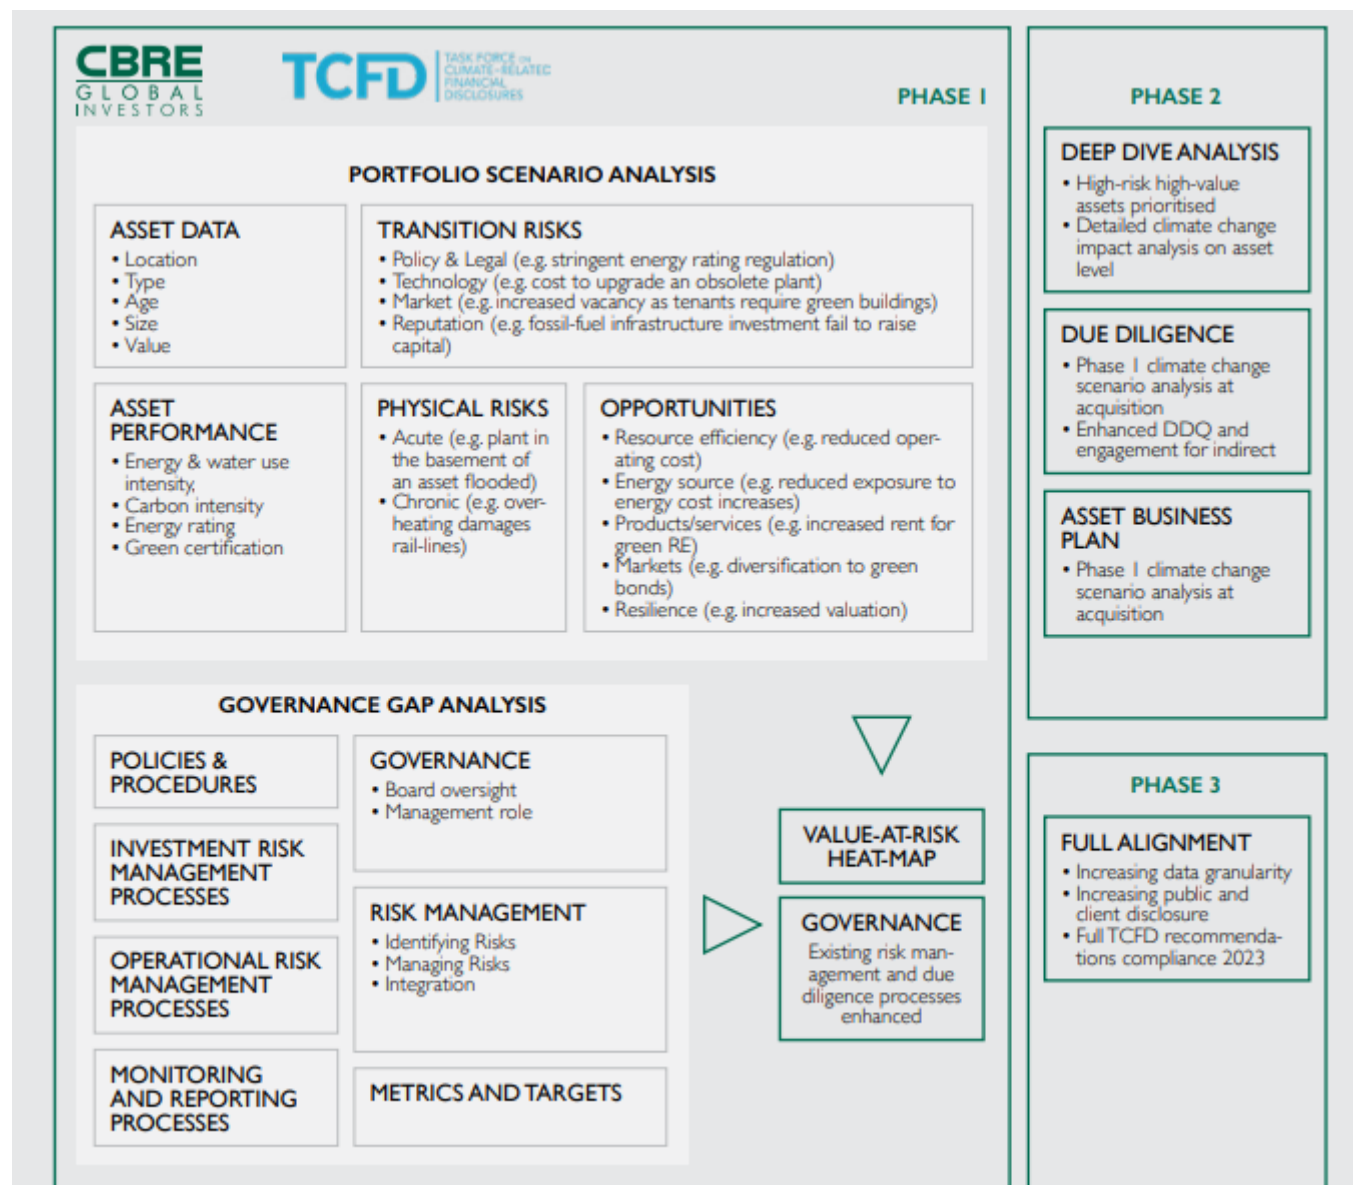 CBRE
GLOBAL
INVESTORS
TCFD
TASK FORCE ON
CLIMATE-RELATED
FINANCIAL
DISCLOSURES
PHASE 1
PORTFOLIO SCENARIO ANALYSIS
ASSET DATA
• Location
• Type
• Age
• Size
• Value
TRANSITION RISKS
• Policy & Legal (e.g. stringent energy rating regulation)
• Technology (e.g. cost to upgrade an obsolete plant)
• Market (e.g. increased vacancy as tenants require green buildings)
• Reputation (e.g. fossil-fuel infrastructure investment fail to raise
capital)
ASSET
PERFORMANCE
• Energy & water use
intensity,
• Carbon intensity
• Energy rating
• Green certification
PHYSICAL RISKS
• Acute (e.g. plant in
the basement of
an asset flooded)
• Chronic (e.g. over-
heating damages
rail-lines)
OPPORTUNITIES
• Resource efficiency (e.g. reduced oper-
ating cost)
• Energy source (e.g. reduced exposure to
energy cost increases)
• Products/services (e.g. increased rent for
green RE)
• Markets (e.g. diversification to green
bonds)
• Resilience (e.g. increased valuation)
GOVERNANCE GAP ANALYSIS
POLICIES &
PROCEDURES
INVESTMENT RISK
MANAGEMENT
PROCESSES
OPERATIONAL RISK
MANAGEMENT
PROCESSES
MONITORING
AND REPORTING
PROCESSES
GOVERNANCE
• Board oversight
• Management role
RISK MANAGEMENT
• Identifying Risks
• Managing Risks
• Integration
METRICS AND TARGETS
VALUE-AT-RISK
HEAT-MAP
GOVERNANCE
Existing risk man-
agement and due
diligence processes
enhanced
PHASE 2
DEEP DIVE ANALYSIS
• High-risk high-value
assets prioritised
• Detailed climate change
impact analysis on asset
level
DUE DILIGENCE
• Phase 1 climate change
scenario analysis at
acquisition
• Enhanced DDQ and
engagement for indirect
ASSET BUSINESS
PLAN
• Phase 1 climate change
scenario analysis at
acquisition
PHASE 3
FULL ALIGNMENT
• Increasing data granularity
• Increasing public and
client disclosure
• Full TCFD recommenda-
tions compliance 2023